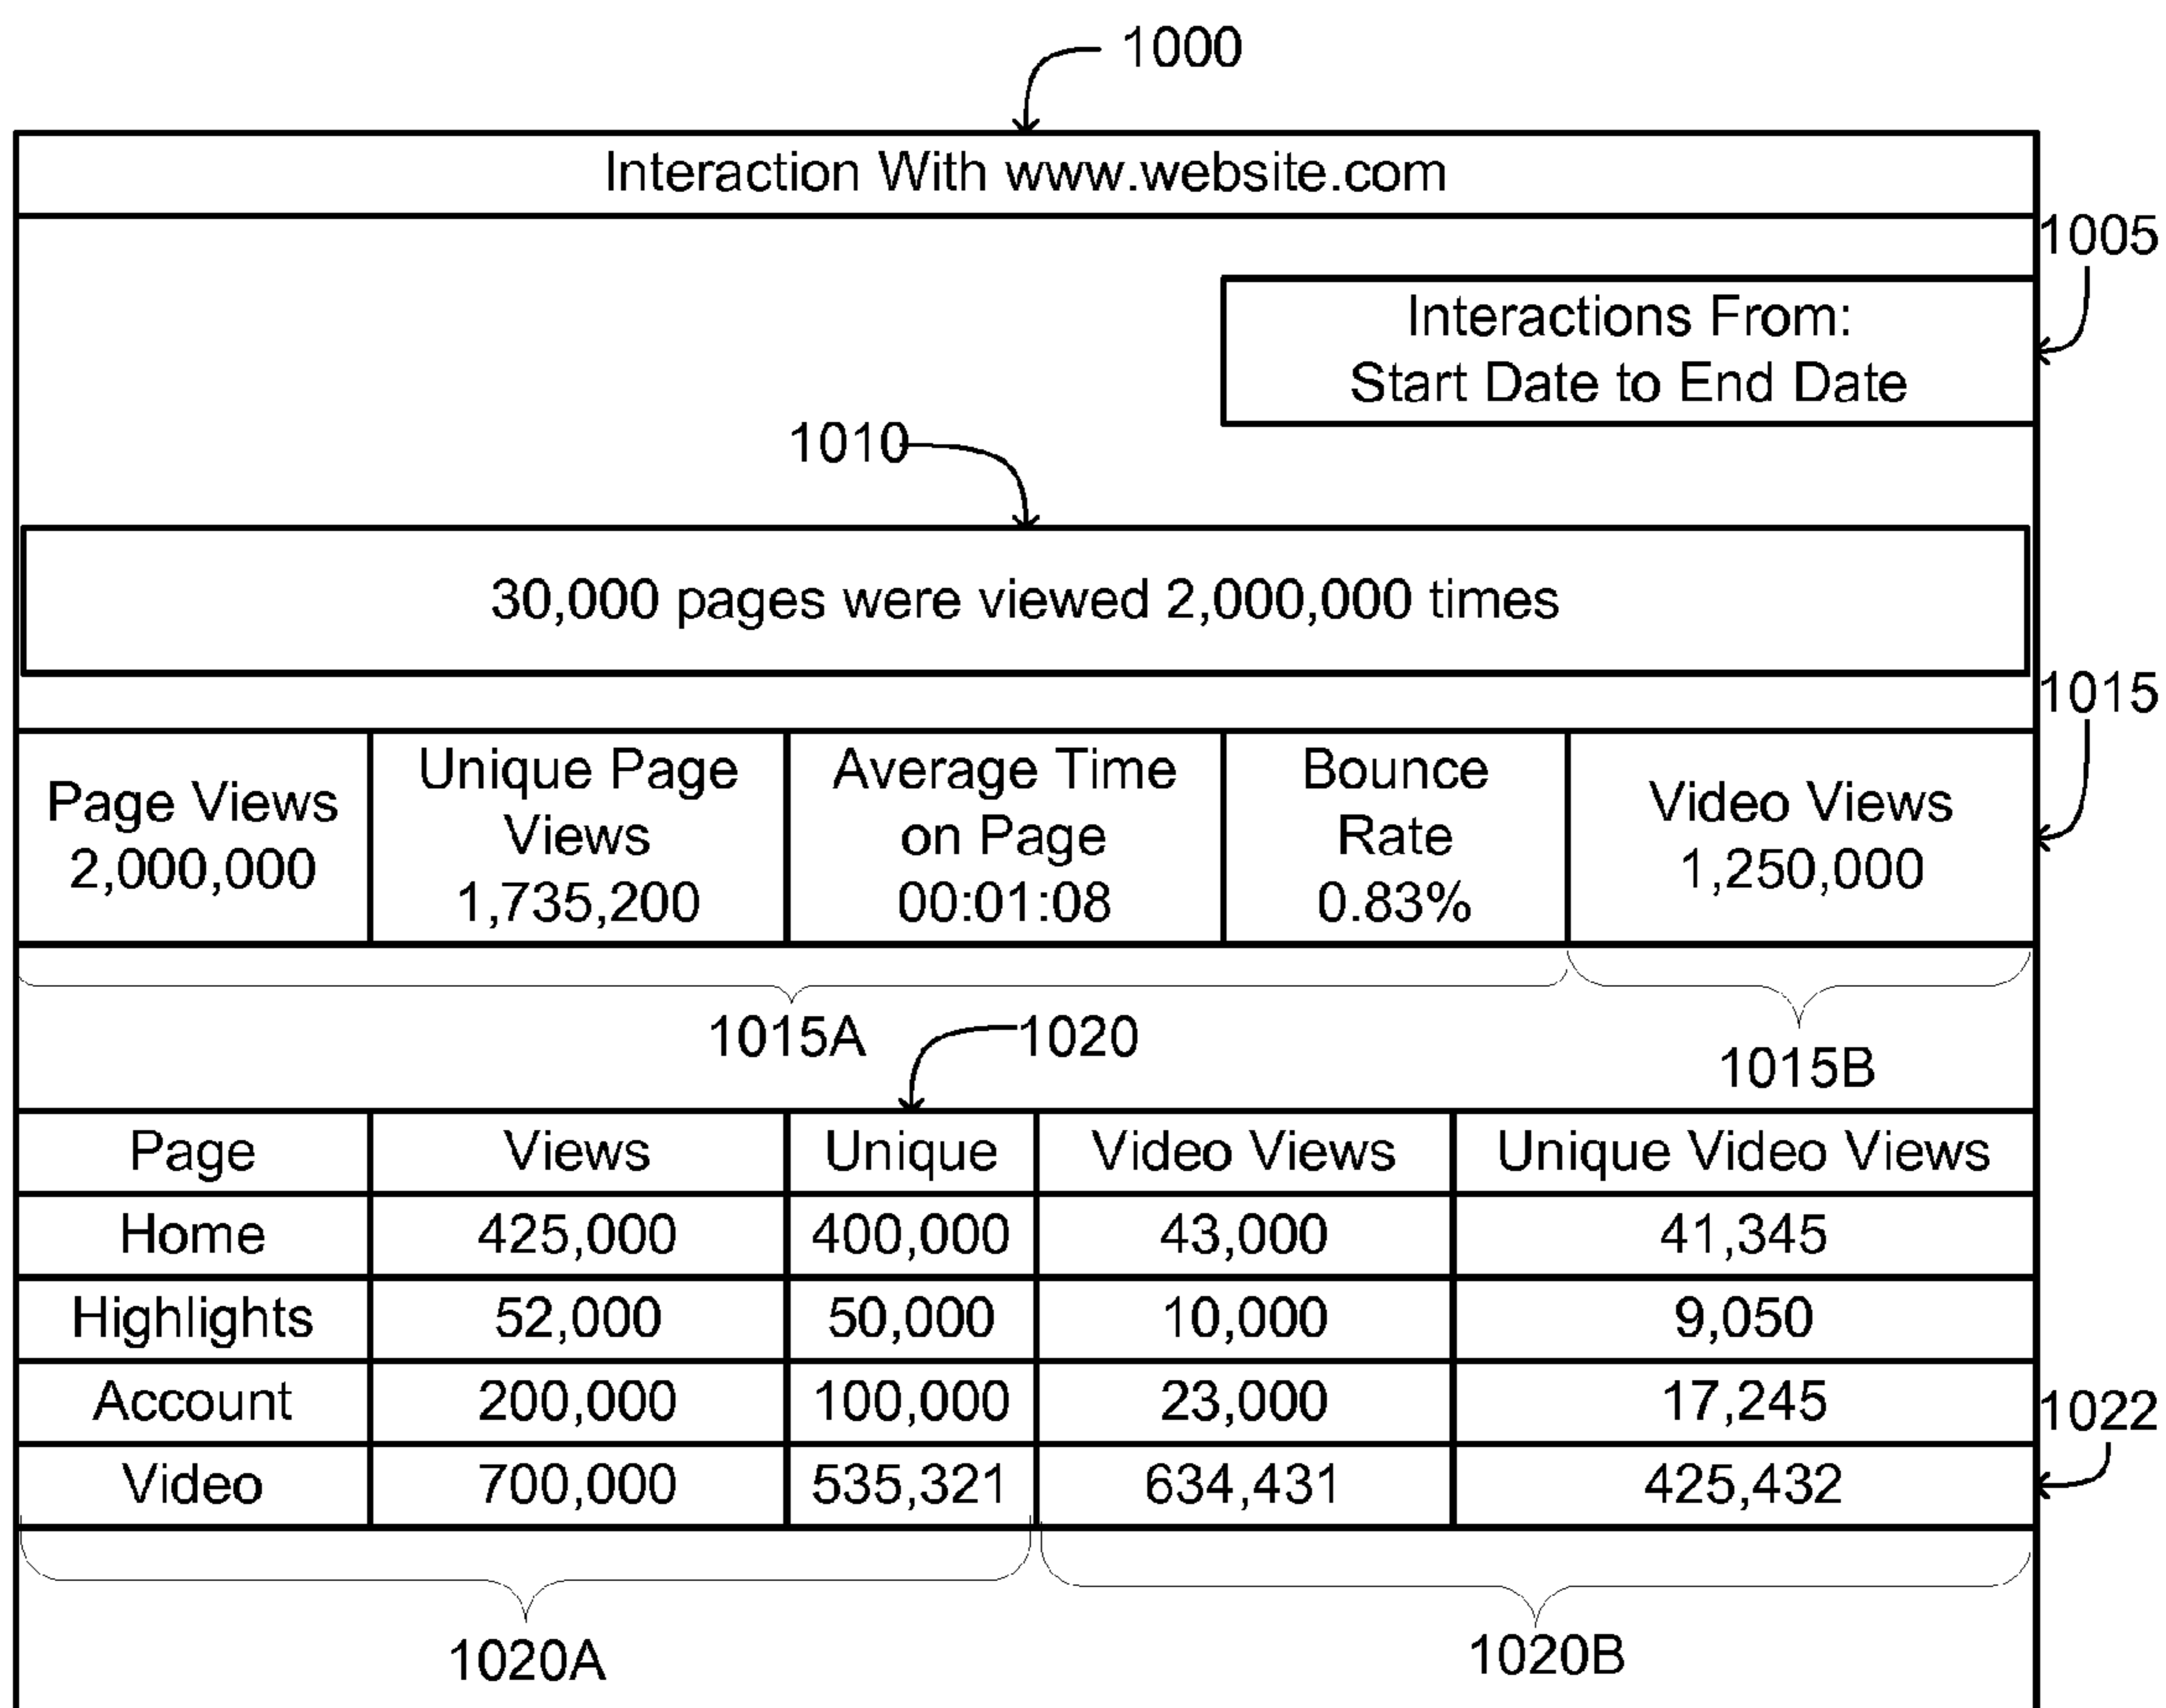 1000
Interaction With www.website.com
1005
Interactions From:
Start Date to End Date
1010
30,000 pages were viewed 2,000,000 times
1015
Page Views
2,000,000
Unique Page
Views
1,735,200
Average Time
on Page
00:01:08
Bounce
Rate
0.83%
Video Views
1,250,000
1015A
1020
1015B
Page Views Unique Video Views Unique Video Views
Home 425,000 400,000 43,000 41,345
Highlights 52,000 50,000 10,000 9,050
Account 200,000 100,000 23,000 17,245
1022
Video 700,000 535,321 634,431 425,432
1020A
1020B